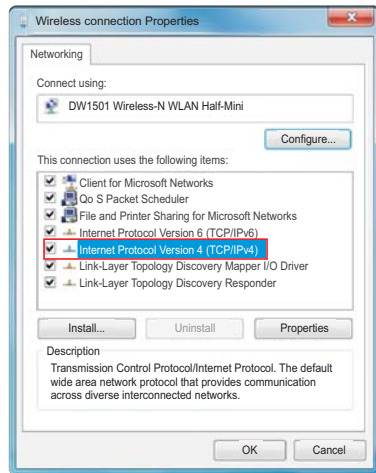 Wireless connection Properties
Networking
Connect using:
DW1501 Wireless-N WLAN Half-Mini
Configure...
This connection uses the following items:
Client for Microsoft Networks
Qo S Packet Scheduler
File and Printer Sharing for Microsoft Networks
Internet Protocol Version 6 (TCP/IPv6)
Internet Protocol Version 4 (TCP/IPv4)
Link-Layer Topology Discovery Mapper I/O Driver
Link-Layer Topology Discovery Responder
Install... Uninstall Properties
Description
Transmission Control Protocol/Internet Protocol. The default
wide area network protocol that provides communication
across diverse interconnected networks.
OK Cancel